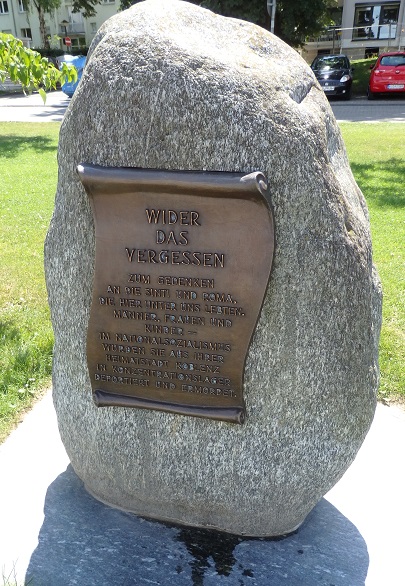 WIDER
DAS
VERGESSEN
ZUM GEDENKEN
AN DIE SINTI UND ROMA,
DIE HIER UNTER UNS LEBTEN.
MÄNNER, FRAUEN UND
KINDER –
IM NATIONALSOZIALISMUS
WURDEN SIE AUS IHRER
HEIMATSTADT KOBLENZ
IN KONZENTRATIONSLAGER
DEPORTIERT UND ERMORDET.